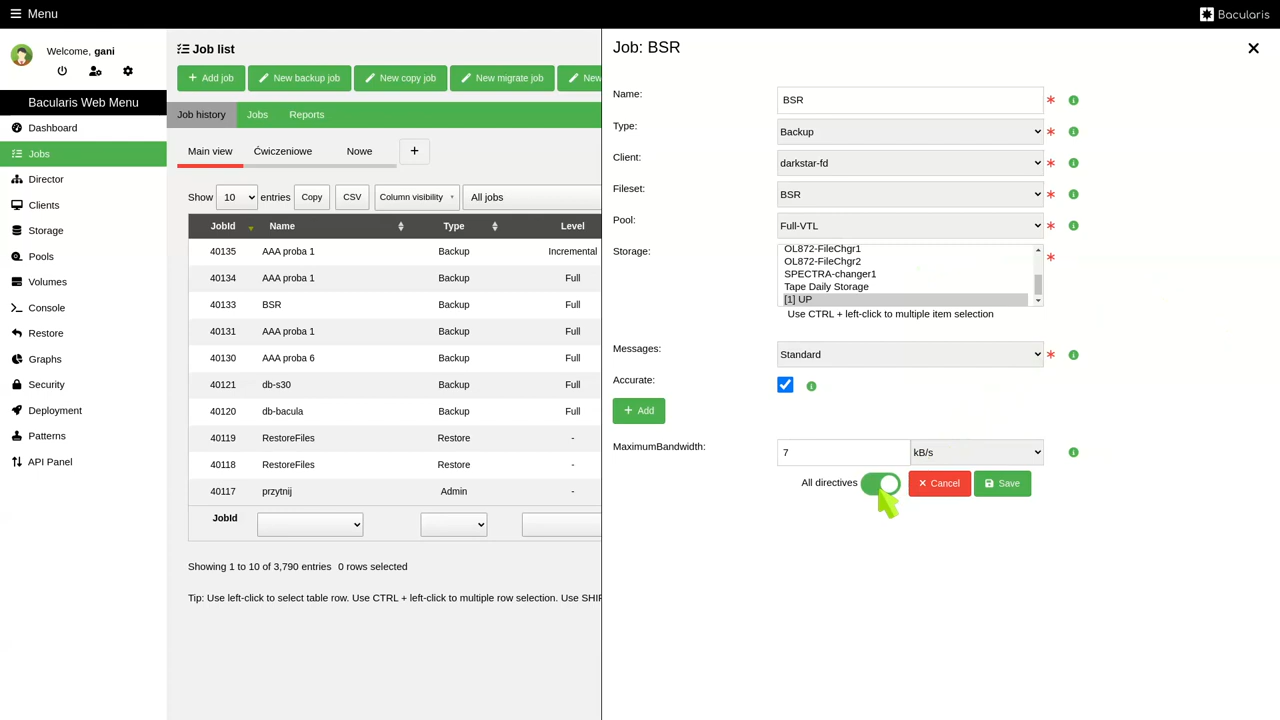 Menu
Bacularis
Welcome, gani
Bacularis Web Menu
Dashboard
Jobs
Director
Clients
Storage
Pools
Volumes
Console
Restore
Graphs
Security
Deployment
Patterns
API Panel
Job list
Add job New backup job New copy job New migrate job New
Job history Jobs Reports
Main view Ćwiczeniowe Nowe +
Show 10 entries Copy CSV Column visibility All jobs
JobId Name Type Level
40135 AAA proba 1 Backup Incremental
40134 AAA proba 1 Backup Full
40133 BSR Backup Full
40131 AAA proba 1 Backup Full
40130 AAA proba 6 Backup Full
40121 db-s30 Backup Full
40120 db-bacula Backup Full
40119 RestoreFiles Restore -
40118 RestoreFiles Restore -
40117 przytnij Admin -
JobId
Showing 1 to 10 of 3,790 entries 0 rows selected
Tip: Use left-click to select table row. Use CTRL + left-click to multiple row selection. Use SHI
Job: BSR
Name: BSR
Type: Backup
Client: darkstar-fd
Fileset: BSR
Pool: Full-VTL
Storage: OL872-FileChgr1
OL872-FileChgr2
SPECTRA-changer1
Tape Daily Storage
[1] UP
Use CTRL + left-click to multiple item selection
Messages: Standard
Accurate:
Add
MaximumBandwidth: 7 kB/s
All directives Cancel Save